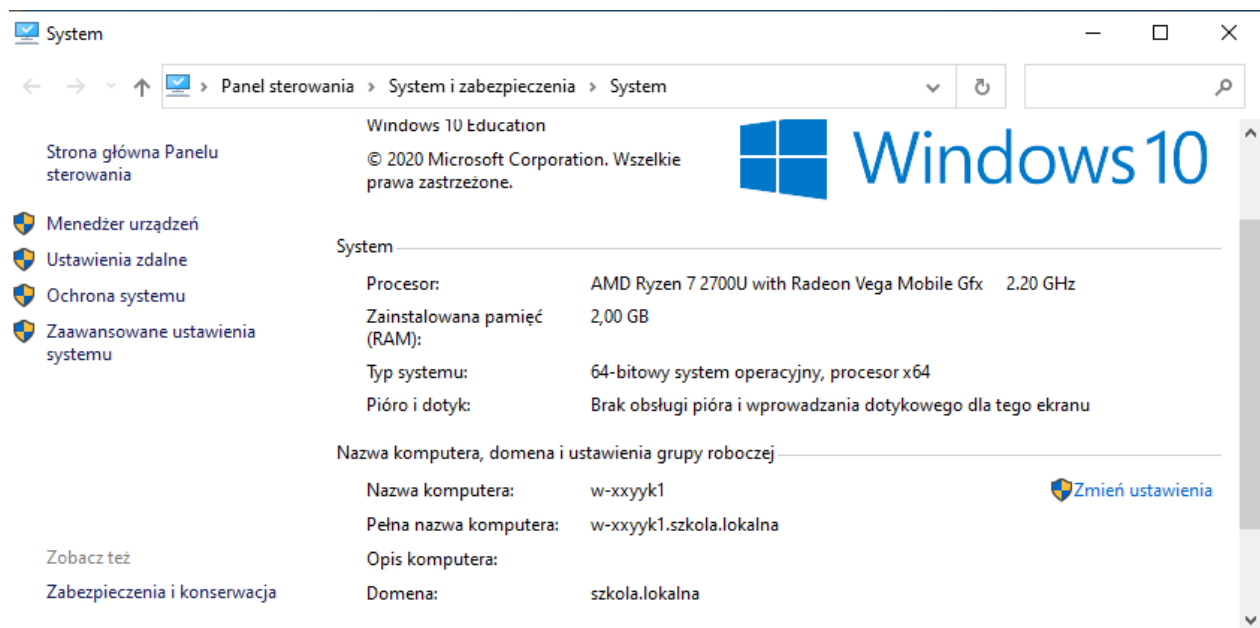 System
Panel sterowania > System i zabezpieczenia > System
Strona główna Panelu
sterowania
Menedżer urządzeń
Ustawienia zdalne
Ochrona systemu
Zaawansowane ustawienia
systemu
Zobacz też
Zabezpieczenia i konserwacja
Windows 10 Education
© 2020 Microsoft Corporation. Wszelkie
prawa zastrzeżone.
Windows 10
System
Procesor: AMD Ryzen 7 2700U with Radeon Vega Mobile Gfx 2.20 GHz
Zainstalowana pamięć 2,00 GB
(RAM):
Typ systemu: 64-bitowy system operacyjny, procesor x64
Pióro i dotyk: Brak obsługi pióra i wprowadzania dotykowego dla tego ekranu
Nazwa komputera, domena i ustawienia grupy roboczej
Nazwa komputera: w-xxyyk1 Zmień ustawienia
Pełna nazwa komputera: w-xxyyk1.szkola.lokalna
Opis komputera:
Domena: szkola.lokalna